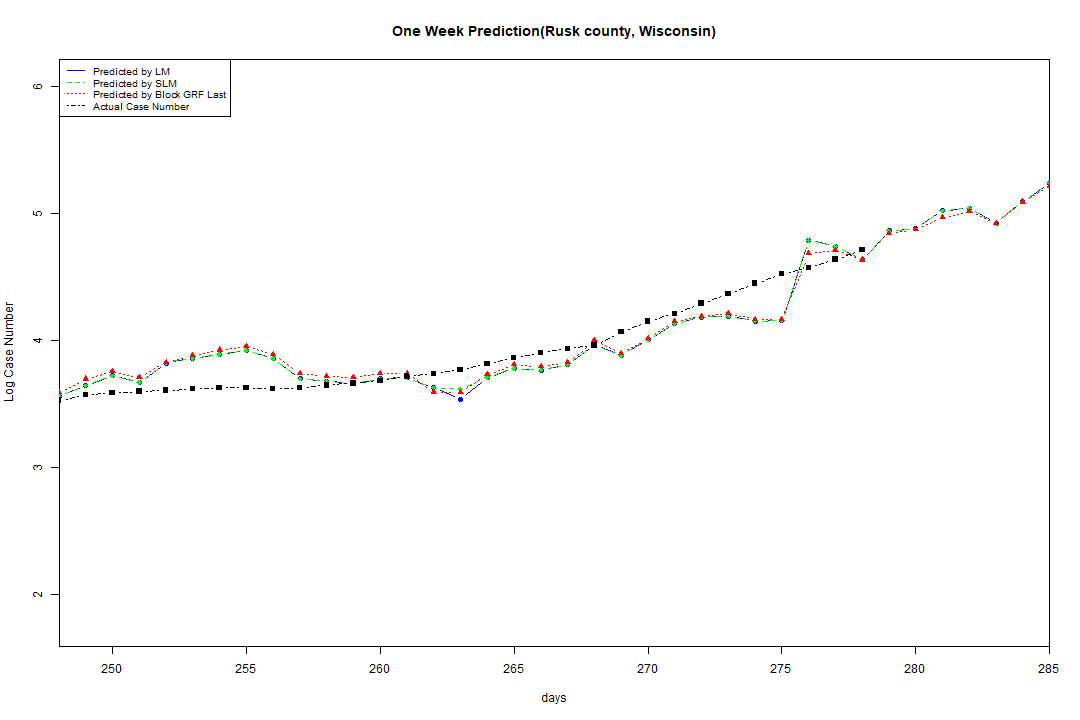 One Week Prediction(Rusk county, Wisconsin)
Predicted by LM
Predicted by SLM
Predicted by Block GRF Last
Actual Case Number
6
5
4
3
2
Log Case Number
250 255 260 265 270 275 280 285
days